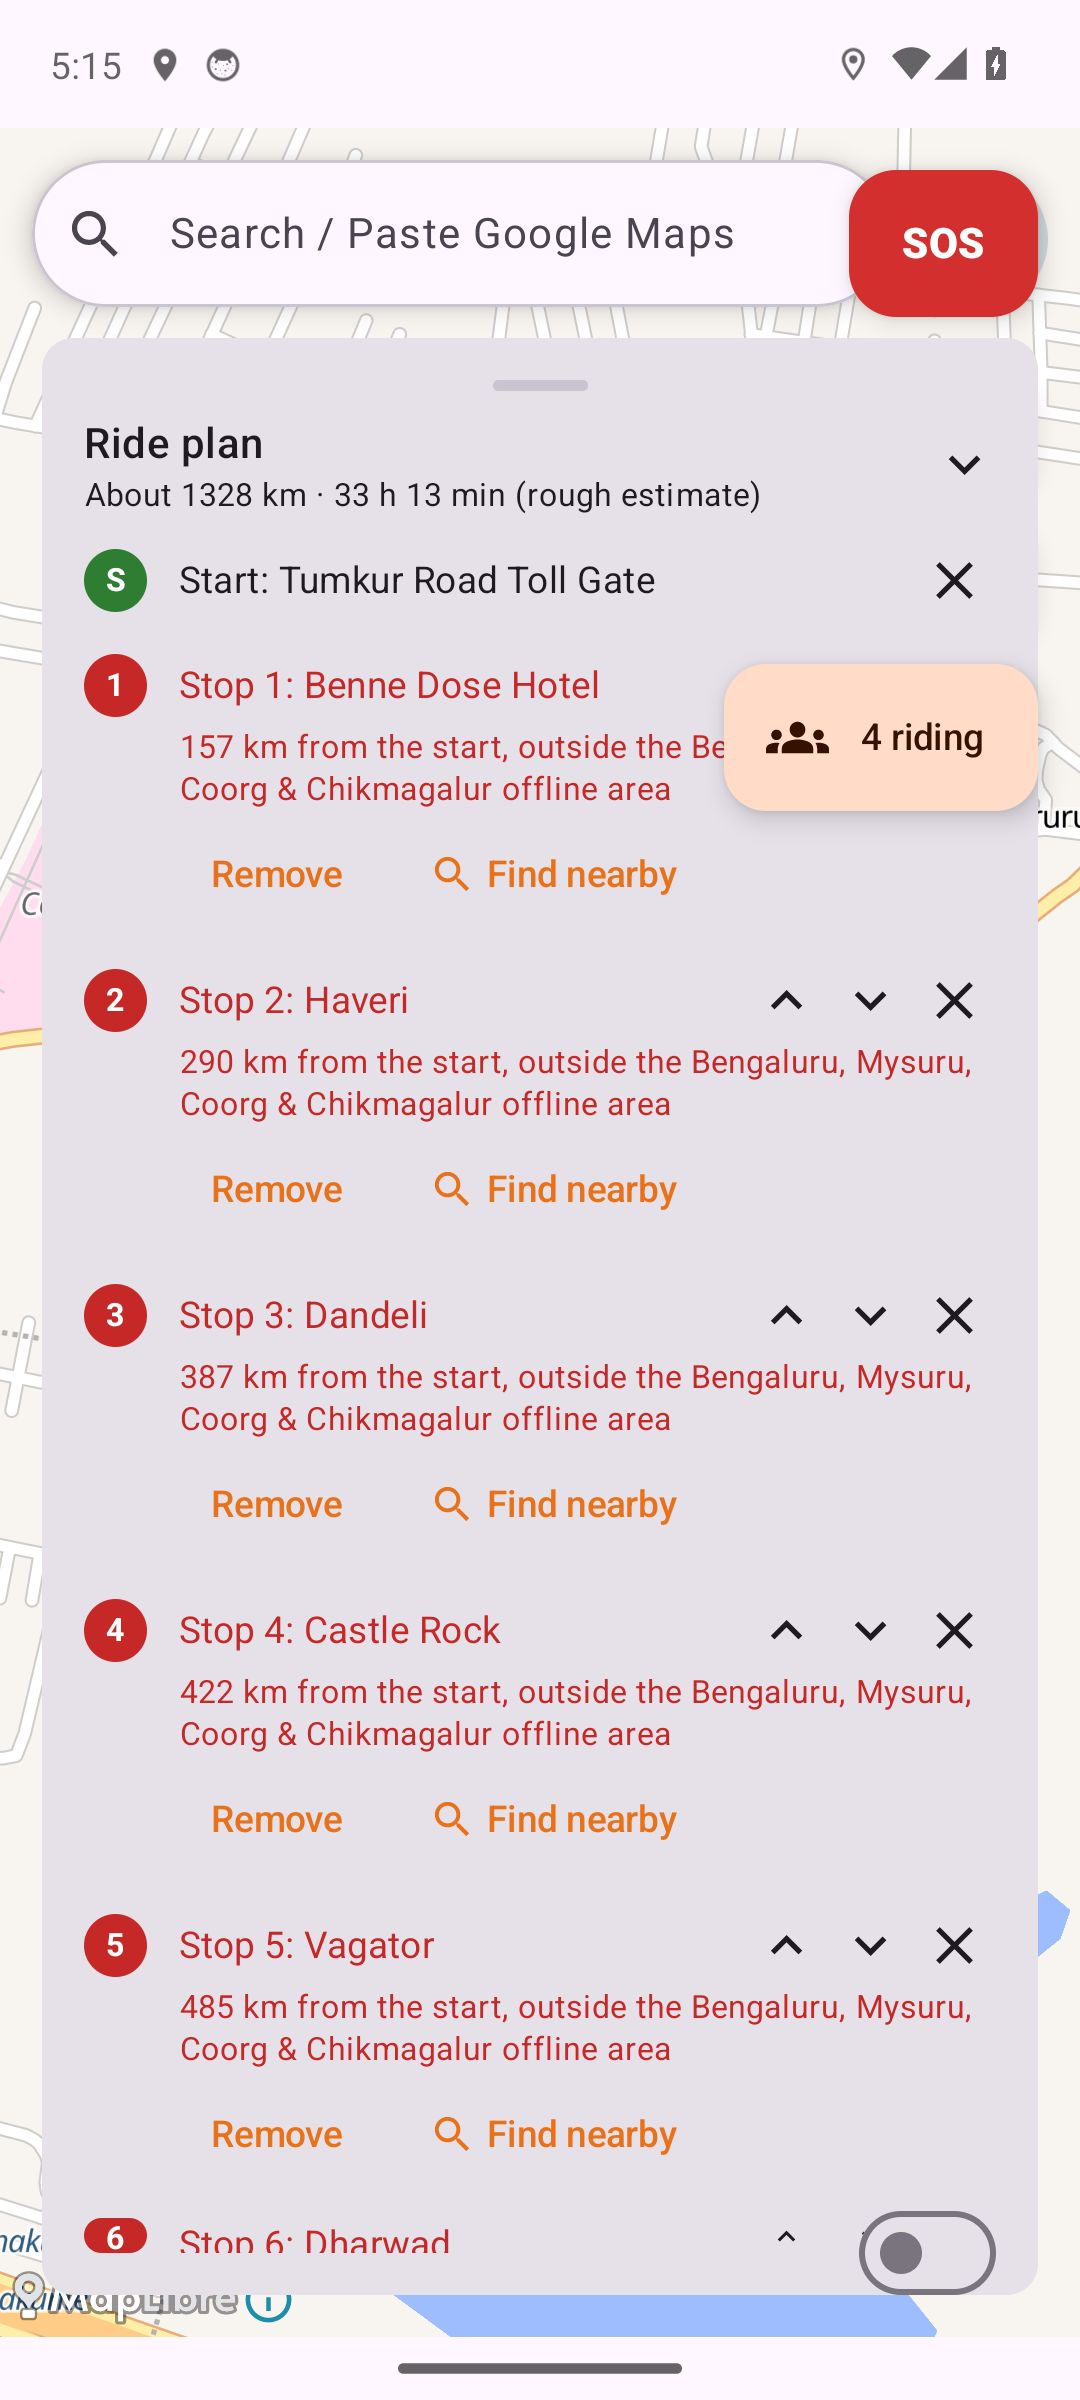 5:15
Search / Paste Google Maps
SOS
Ride plan
About 1328 km · 33 h 13 min (rough estimate)
S
Start: Tumkur Road Toll Gate
1
Stop 1: Benne Dose Hotel
4 riding
157 km from the start, outside the
Coorg & Chikmagalur offline area
Remove
Find nearby
2
Stop 2: Haveri
290 km from the start, outside the Bengaluru, Mysuru,
Coorg & Chikmagalur offline area
Remove
Find nearby
3
Stop 3: Dandeli
387 km from the start, outside the Bengaluru, Mysuru,
Coorg & Chikmagalur offline area
Remove
Find nearby
4
Stop 4: Castle Rock
422 km from the start, outside the Bengaluru, Mysuru,
Coorg & Chikmagalur offline area
Remove
Find nearby
5
Stop 5: Vagator
485 km from the start, outside the Bengaluru, Mysuru,
Coorg & Chikmagalur offline area
Remove
Find nearby
6
Stop 6: Dharwad
MapLibre